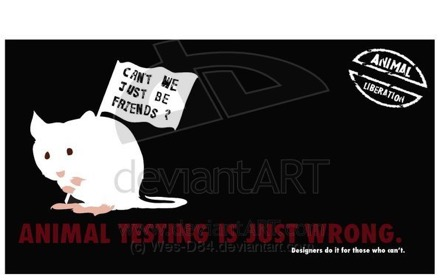 CAN'T WE
JUST BE
FRIENDS?
ANIMAL
LIBERATION
deviantART
ANIMAL TESTING IS JUST WRONG.
(c) Wes-D64.deviantart.
Designers do it for those who can't.